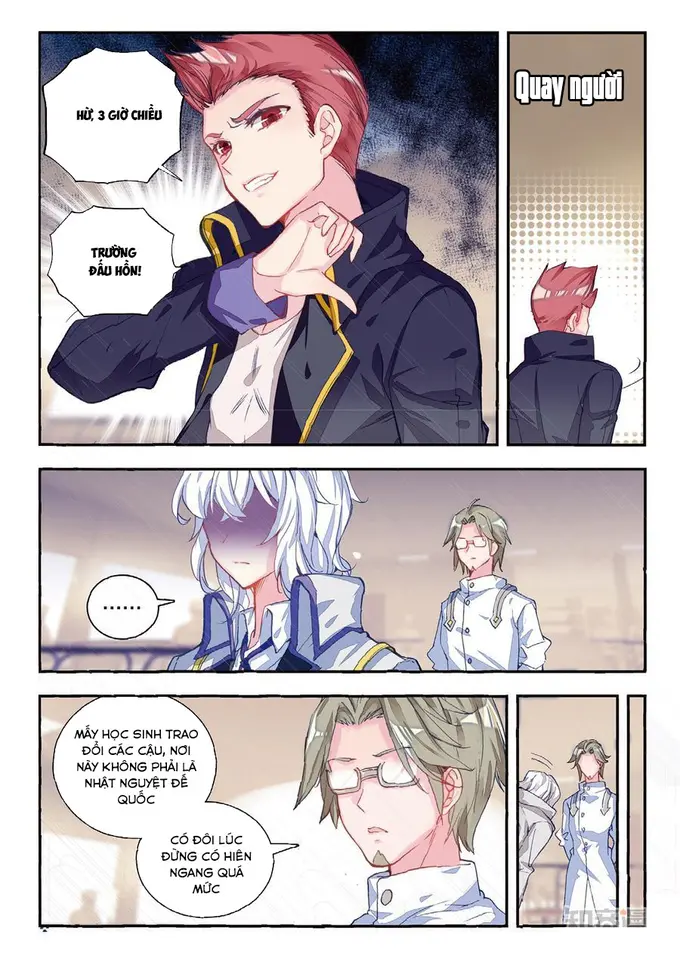 HỪ, 3 GIỜ CHIỀU
TRƯỜNG
ĐẤU HỒN!
Quay người
......
MẤY HỌC SINH TRAO
ĐỔI CÁC CẬU, NƠI
NÀY KHÔNG PHẢI LÀ
NHẬT NGUYỆT ĐẾ
QUỐC
CÓ ĐÔI LÚC
ĐỪNG CÓ HIÊN
NGANG QUÁ
MỨC